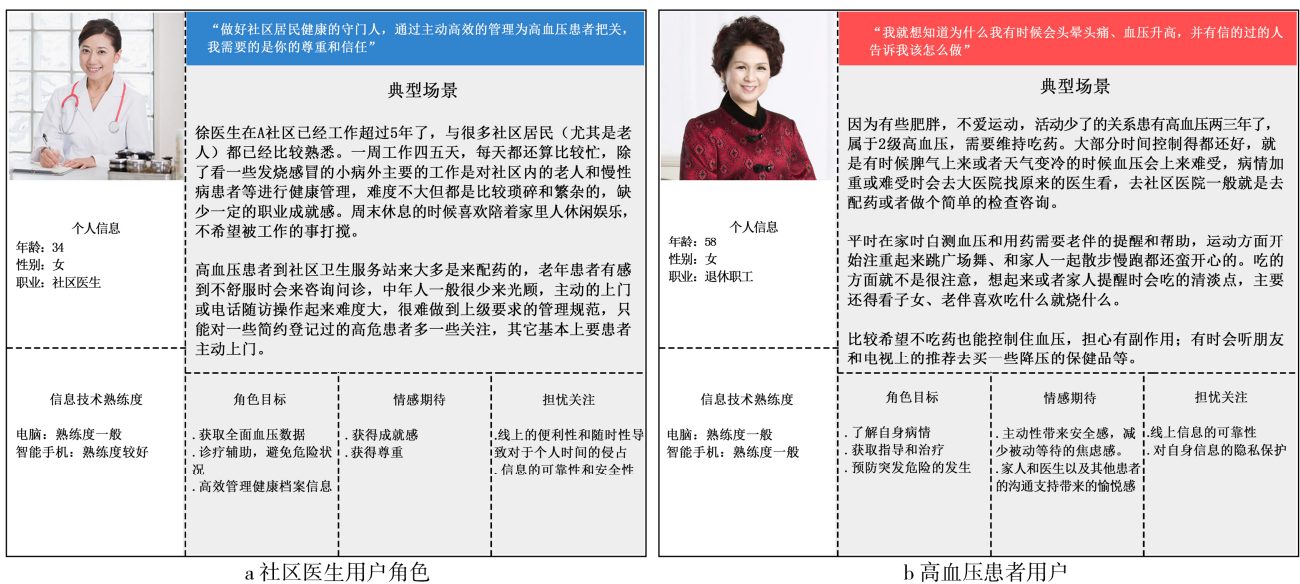 “做好社区居民健康的守门人，通过主动高效的管理为高血压患者把关，
我需要的是你的尊重和信任”
典型场景
徐医生在A社区已经工作超过5年了，与很多社区居民（尤其是老
人）都已经比较熟悉。一周工作四五天，每天都还算比较忙，除
了看一些发烧感冒的小病外主要的工作是对社区内的老人和慢性
病患者等进行健康管理，难度不大但都是比较琐碎和繁杂的，缺
少一定的职业成就感。周末休息的时候喜欢陪着家里人休闲娱乐，
不希望被工作的事打搅。
高血压患者到社区卫生服务站来大多是来配药的，老年患者有感
到不舒服时会来咨询问诊，中年人一般很少来光顾，主动的上门
或电话随访操作起来难度大，很难做到上级要求的管理规范，只
能对一些简约登记过的高危患者多一些关注，其它基本上要患者
主动上门。
个人信息
年龄：34
性别：女
职业：社区医生
信息技术熟练度
电脑：熟练度一般
智能手机：熟练度较好
角色目标
.获取全面血压数据
.诊疗辅助，避免危险状
况
.高效管理健康档案信息
情感期待
.获得成就感
.获得尊重
担忧关注
.线上的便利性和随时性导
致对于个人时间的侵占
.信息的可靠性和安全性
a 社区医生用户角色
“我就想知道为什么我有时候会头晕头痛、血压升高，并有信的过的人
告诉我该怎么做”
典型场景
因为有些肥胖，不爱运动，活动少了的关系患有高血压两三年了，
属于2级高血压，需要维持吃药。大部分时间控制得都还好，就
是有时候脾气上来或者天气变冷的时候血压会上来难受，病情加
重或难受时会去大医院找原来的医生看，去社区医院一般就是去
配药或者做个简单的检查咨询。
平时在家时自测血压和用药需要老伴的提醒和帮助，运动方面开
始注重起来跳广场舞、和家人一起散步慢跑都还蛮开心的。吃的
方面就不是很注意，想起来或者家人提醒时会吃的清淡点，主要
还得看子女、老伴喜欢吃什么就烧什么。
比较希望不吃药也能控制住血压，担心有副作用；有时会听朋友
和电视上的推荐去买一些降压的保健品等。
个人信息
年龄：58
性别：女
职业：退休职工
信息技术熟练度
电脑：熟练度一般
智能手机：熟练度一般
角色目标
.了解自身病情
.获取指导和治疗
.预防突发危险的发生
情感期待
.主动性带来安全感，减
少被动等待的焦虑感。
.家人和医生以及其他患者
的沟通支持带来的愉悦感
担忧关注
.线上信息的可靠性
.对自身信息的隐私保护
b 高血压患者用户